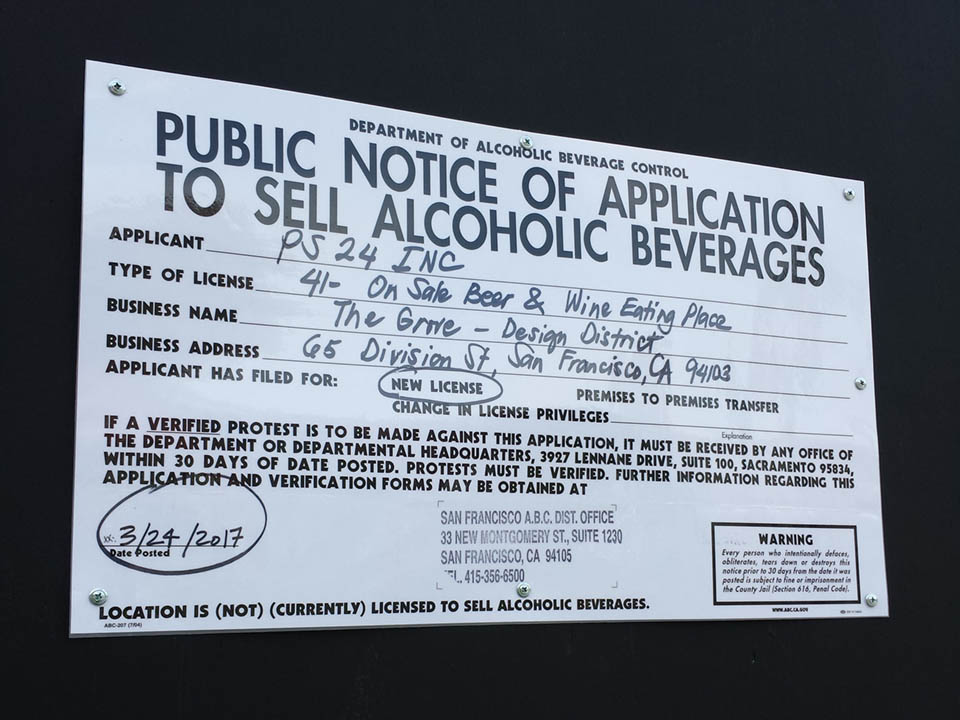 DEPARTMENT OF ALCOHOLIC BEVERAGE CONTROL
PUBLIC NOTICE OF APPLICATION
TO SELL ALCOHOLIC BEVERAGES
APPLICANT PS 24 INC
TYPE OF LICENSE 41- On Sale Beer & Wine Eating Place
BUSINESS NAME The Grove - Design District
BUSINESS ADDRESS 65 Division St, San Francisco, CA 94103
APPLICANT HAS FILED FOR: NEW LICENSE PREMISES TO PREMISES TRANSFER
CHANGE IN LICENSE PRIVILEGES
Explanation
IF A VERIFIED PROTEST IS TO BE MADE AGAINST THIS APPLICATION, IT MUST BE RECEIVED BY ANY OFFICE OF
THE DEPARTMENT OR DEPARTMENTAL HEADQUARTERS, 3927 LENNANE DRIVE, SUITE 100, SACRAMENTO 95834,
WITHIN 30 DAYS OF DATE POSTED. PROTESTS MUST BE VERIFIED. FURTHER INFORMATION REGARDING THIS
APPLICATION AND VERIFICATION FORMS MAY BE OBTAINED AT
3/24/2017
Date Posted
SAN FRANCISCO A.B.C. DIST. OFFICE
33 NEW MONTGOMERY ST., SUITE 1230
SAN FRANCISCO, CA 94105
TEL. 415-356-6500
WARNING
Every person who intentionally defaces,
obliterates, tears down or destroys this
notice prior to 30 days from the date it was
posted is subject to fine or imprisonment in
the County Jail (Section 616, Penal Code).
WWW.ABC.CA.GOV
LOCATION IS (NOT) (CURRENTLY) LICENSED TO SELL ALCOHOLIC BEVERAGES.
ABC-207 (7/04)